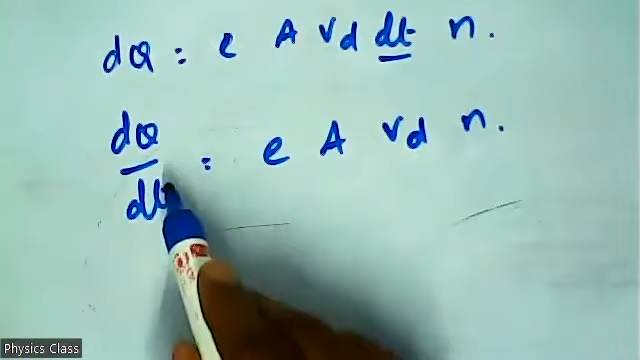 dQ = e A Vd dt n.
dQ/dt = e A Vd n.
Physics Class